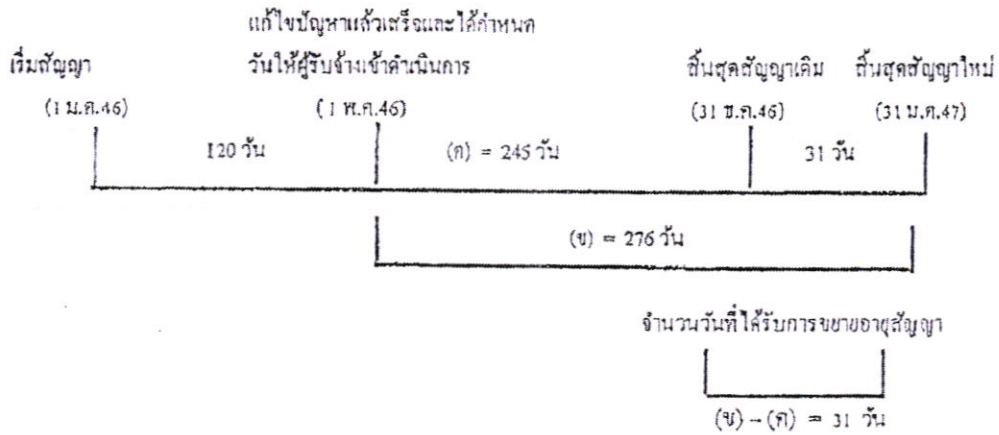 แก้ไขปัญหาแล้วเสร็จและได้กำหนด
เริ่มสัญญา วันให้ผู้รับจ้างเข้าดำเนินการ สิ้นสุดสัญญาเดิม สิ้นสุดสัญญาใหม่
(1 ม.ค.46) (1 พ.ค.46) (31 ธ.ค.46) (31 ม.ค.47)
120 วัน (ค) = 245 วัน 31 วัน
(ข) = 276 วัน
จำนวนวันที่ได้รับการขยายอายุสัญญา
(ข) - (ค) = 31 วัน